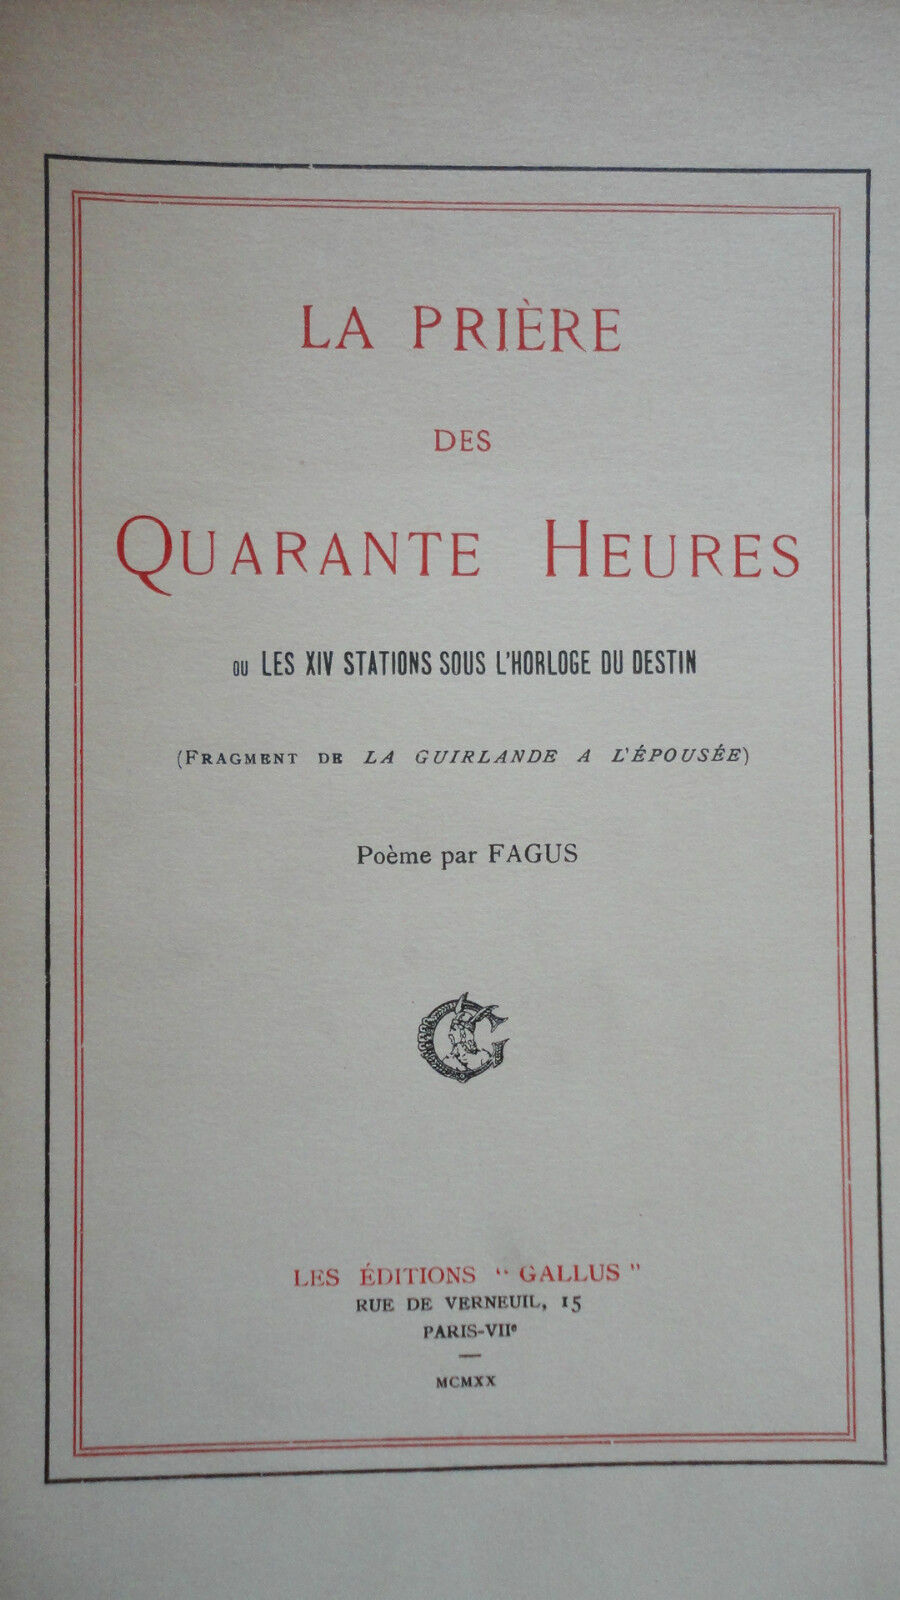 LA PRIÈRE
DES
QUARANTE HEURES
OU LES XIV STATIONS SOUS L'HORLOGE DU DESTIN
(FRAGMENT DE LA GUIRLANDE A L'ÉPOUSÉE)
Poème par FAGUS
LES ÉDITIONS “ GALLUS ”
RUE DE VERNEUIL, 15
PARIS-VIIe
MCMXX